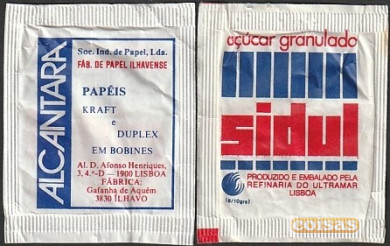 ALCANTARA
Soc. Ind. de Papel, Lda.
FÁB. DE PAPEL ILHAVENSE
PAPÉIS
KRAFT
e
DUPLEX
EM BOBINES
Al. D. Afonso Henriques,
3, 4.º-D — 1900 LISBOA
FÁBRICA:
Gafanha de Aquém
3830 ÍLHAVO
açúcar granulado
sidul
PRODUZIDO E EMBALADO PELA
REFINARIA DO ULTRAMAR
LISBOA
(8/10grs)
coisas